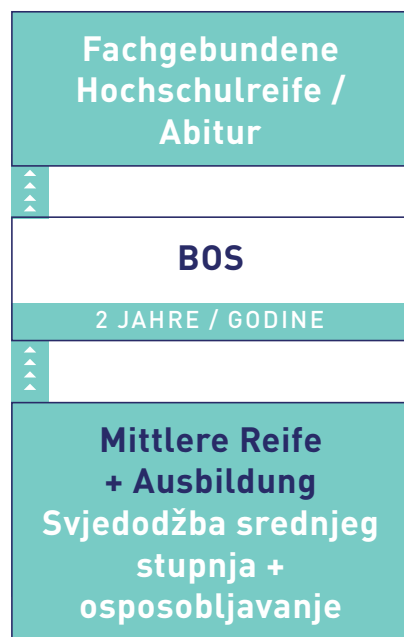 Fachgebundene
Hochschulreife /
Abitur
BOS
2 JAHRE / GODINE
Mittlere Reife
+ Ausbildung
Svjedodžba srednjeg
stupnja +
osposobljavanje